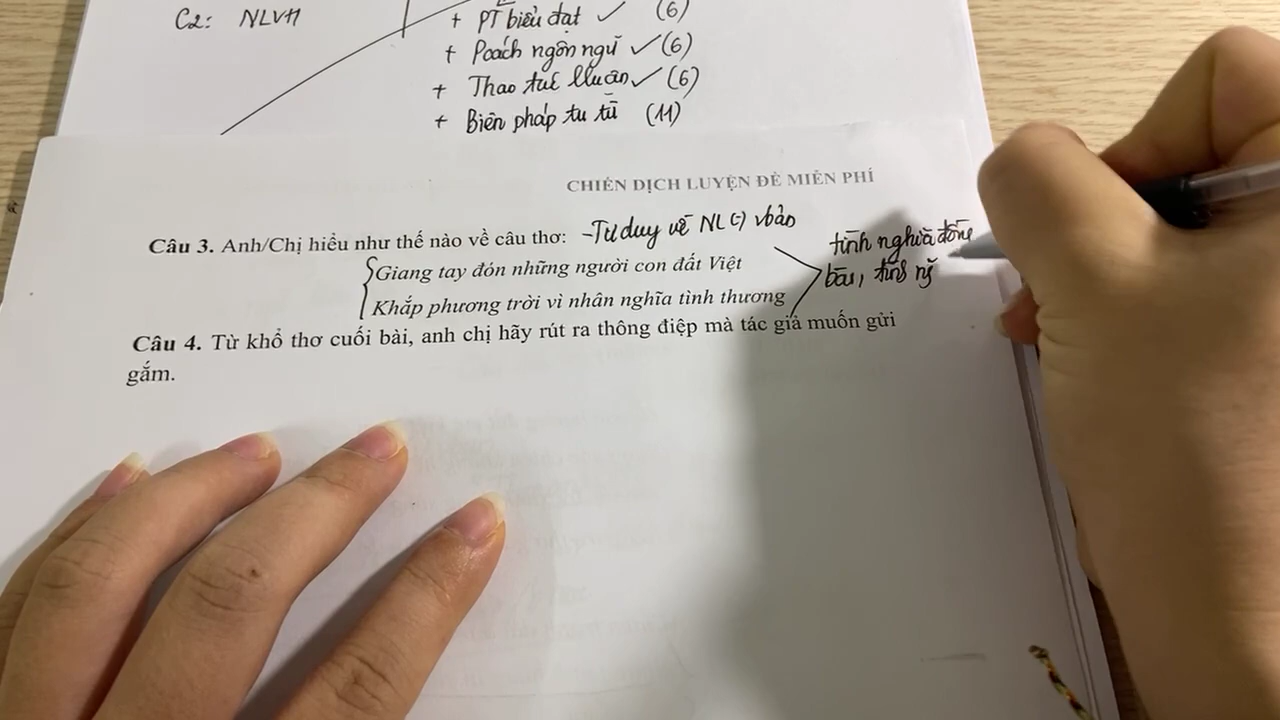 C2: NLVH
+ PT biểu đạt ✓ (6)
+ Pcách ngôn ngữ ✓ (6)
+ Thao tác lluân ✓ (6)
+ Biên pháp tu từ (11)
CHIẾN DỊCH LUYỆN ĐỀ MIỄN PHÍ
Câu 3. Anh/Chị hiểu như thế nào về câu thơ: - Tư duy về NL (=) vbản
Giang tay đón những người con đất Việt
Khắp phương trời vì nhân nghĩa tình thương
tình nghĩa đồng
bào, tình ng
Câu 4. Từ khổ thơ cuối bài, anh chị hãy rút ra thông điệp mà tác giả muốn gửi
gắm.